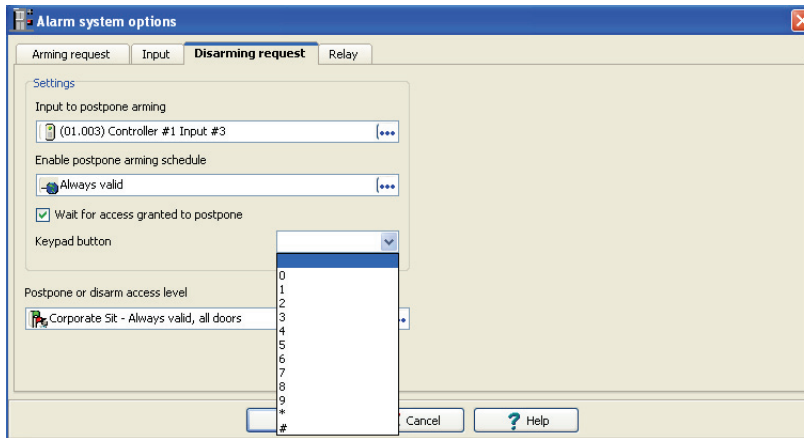 Alarm system options
Arming request Input Disarming request Relay
Settings
Input to postpone arming
(01.003) Controller #1 Input #3
Enable postpone arming schedule
Always valid
Wait for access granted to postpone
Keypad button
0
1
2
3
4
5
6
7
8
9
*
#
Postpone or disarm access level
Corporate Sit - Always valid, all doors
Cancel
? Help